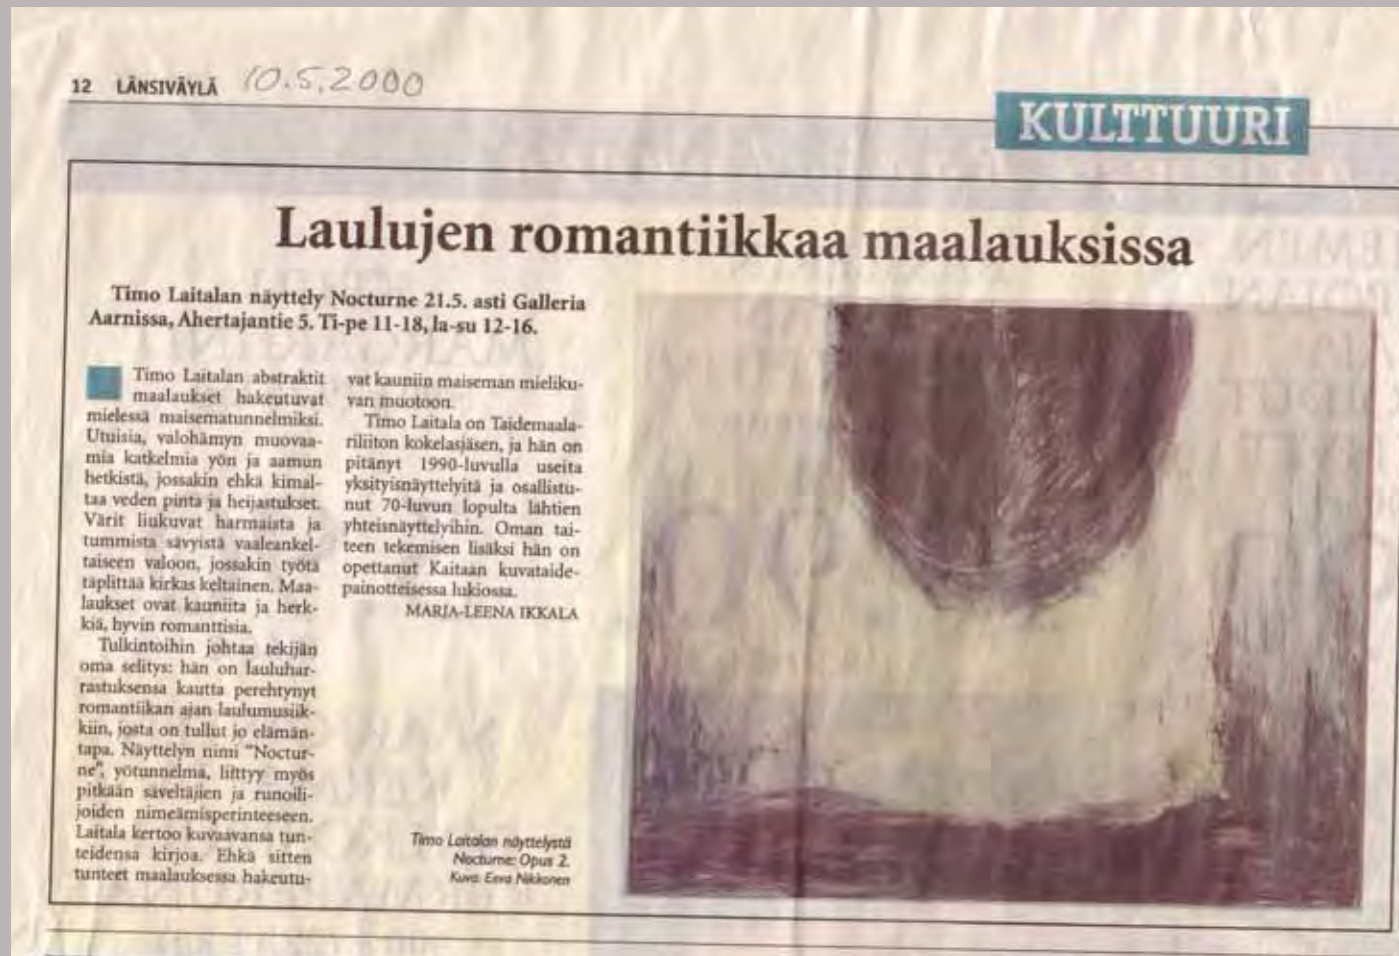 12 LÄNSIVÄYLÄ 10.5.2000
KULTTUURI
Laulujen romantiikkaa maalauksissa
Timo Laitalan näyttely Nocturne 21.5. asti Galleria
Aarnissa, Ahertajantie 5. Ti-pe 11-18, la-su 12-16.
Timo Laitalan abstraktit
maalaukset hakeutuvat
mielessä maisematunnelmiksi.
Utuisia, valohämyn muovaa-
mia katkelmia yön ja aamun
hetkistä, jossakin ehkä kimal-
taa veden pinta ja heijastukset.
Värit liukuvat harmaista ja
tummista sävyistä vaaleankel-
taiseen valoon, jossakin työtä
täplittää kirkas keltainen. Maa-
laukset ovat kauniita ja herk-
kiä, hyvin romanttisia.
Tulkintoihin johtaa tekijän
oma selitys: hän on lauluhar-
rastuksensa kautta perehtynyt
romantiikan ajan laulumusiik-
kiin, josta on tullut jo elämän-
tapa. Näyttelyn nimi "Noctur-
ne", yötunnelma, liittyy myös
pitkään säveltäjien ja runoili-
joiden nimeämisperinteeseen.
Laitala kertoo kuvaavansa tun-
teidensa kirjoa. Ehkä sitten
tunteet maalauksessa hakeutu-
vat kauniin maiseman mieliku-
van muotoon.
Timo Laitala on Taidemaala-
riliiton kokelasjäsen, ja hän on
pitänyt 1990-luvulla useita
yksityisnäyttelyitä ja osallistu-
nut 70-luvun lopulta lähtien
yhteisnäyttelyihin. Oman tai-
teen tekemisen lisäksi hän on
opettanut Kaitaan kuvataide-
painotteisessa lukiossa.
MARJA-LEENA IKKALA
Timo Laitalan näyttelystä
Nocturne: Opus 2.
Kuva: Eeva Nikkonen